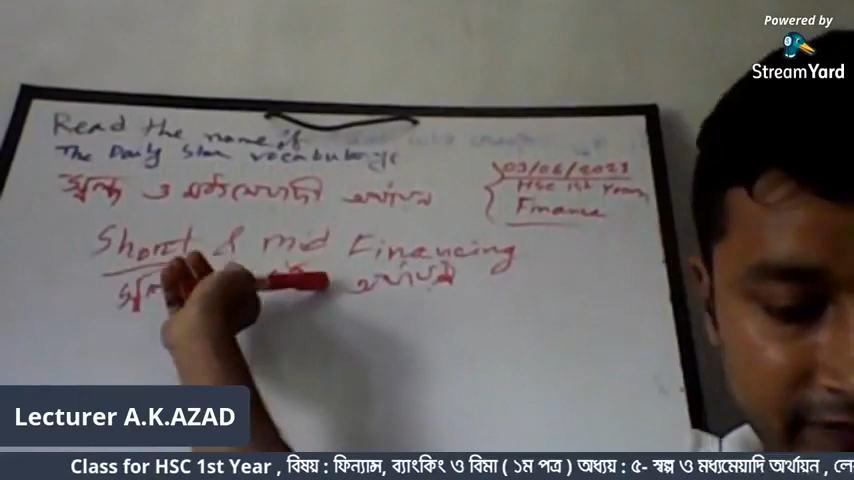 Powered by
StreamYard
Read the name of
The Daily Star vocabulary
স্বল্প ও মধ্যমেয়াদী অর্থায়ন
03/06/2021
HSC 1st Year
Finance
Short & mid Financing
অর্থায়ন
Lecturer A.K.AZAD
Class for HSC 1st Year , বিষয় : ফিন্যান্স, ব্যাংকিং ও বিমা ( ১ম পত্র ) অধ্যায় : ৫- স্বল্প ও মধ্যমেয়াদি অর্থায়ন ,